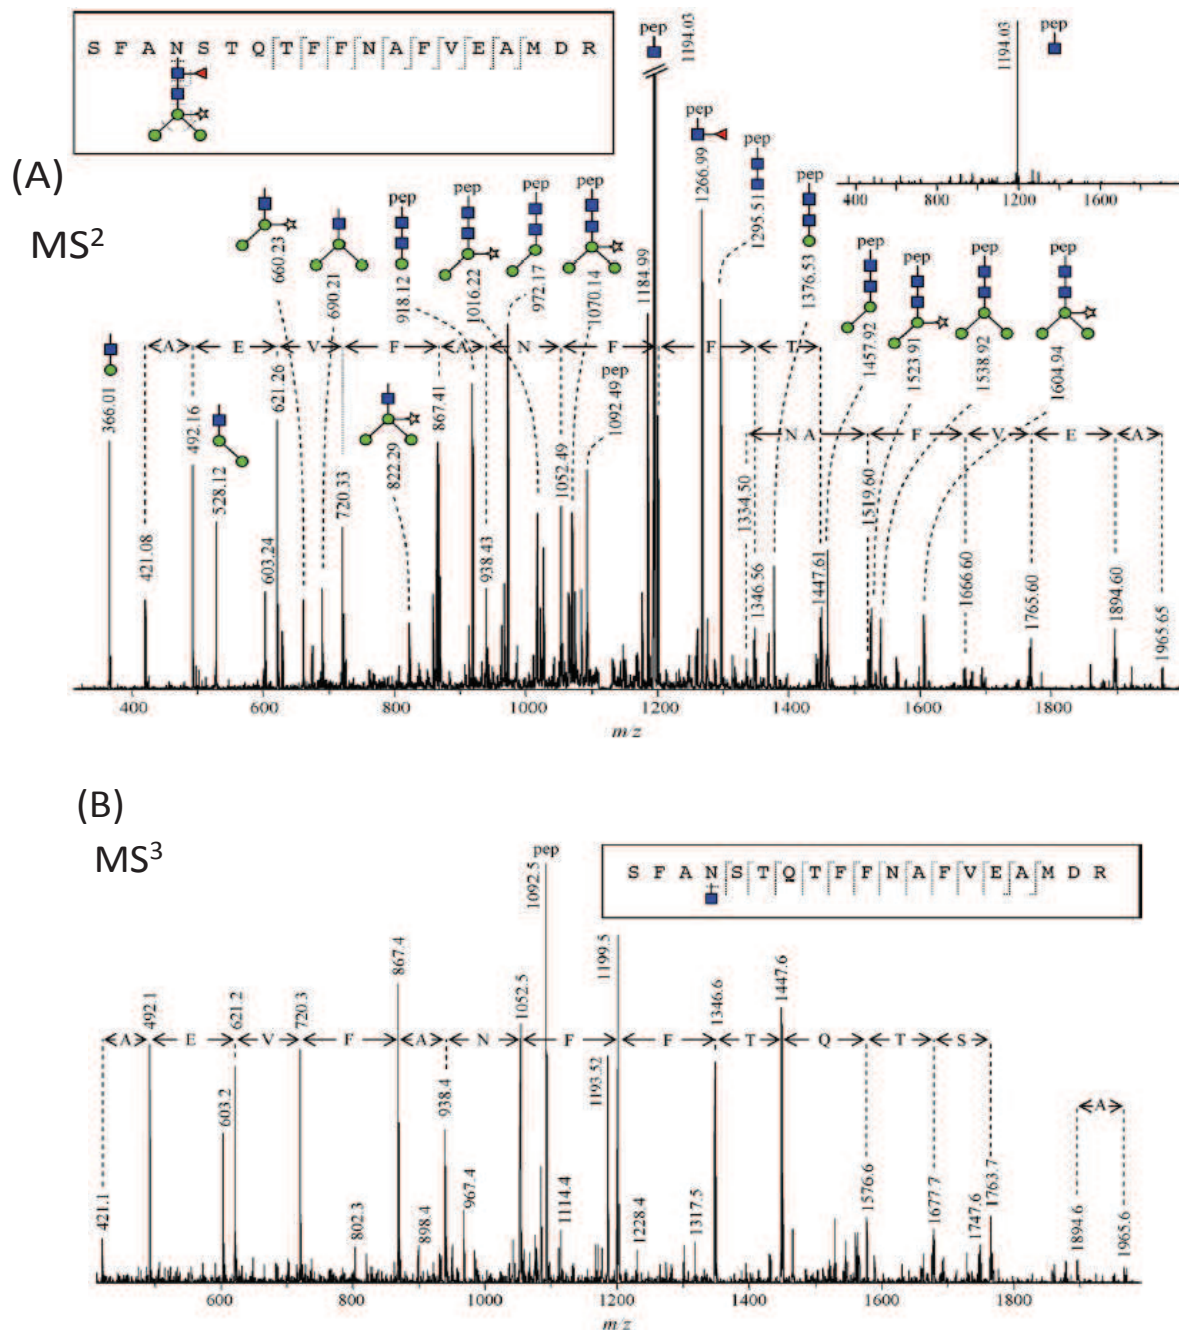 S F A N S T Q T F F N A F V E A M D R
(A)
MS²
pep
1194.03
1194.03
pep
400 800 1200 1600
pep
1266.99
pep
1295.51
pep
1376.53
660.23
690.21
pep
918.12
pep
1016.22
pep
972.17
pep
1070.14
1184.99
pep
1457.92
pep
1523.91
pep
1538.92
pep
1604.94
A E V F A N F F T
366.01
421.08
492.16
528.12
603.24
621.26
720.33
822.29
867.41
938.43
1052.49
pep
1092.49
N A F V E A
1334.50
1346.56
1447.61
1519.60
1666.60
1765.60
1894.60
1965.65
400 600 800 1000 1200 1400 1600 1800
m/z
(B)
MS³
S F A N S T Q T F F N A F V E A M D R
pep
1092.5
A E V F A N F F T Q T S
A
421.1
492.1
603.2
621.2
720.3
802.3
867.4
898.4
938.4
967.4
1052.5
1114.4
1193.52
1199.5
1228.4
1317.5
1346.6
1447.6
1576.6
1677.7
1747.6
1763.7
1894.6
1965.6
600 800 1000 1200 1400 1600 1800
m/z